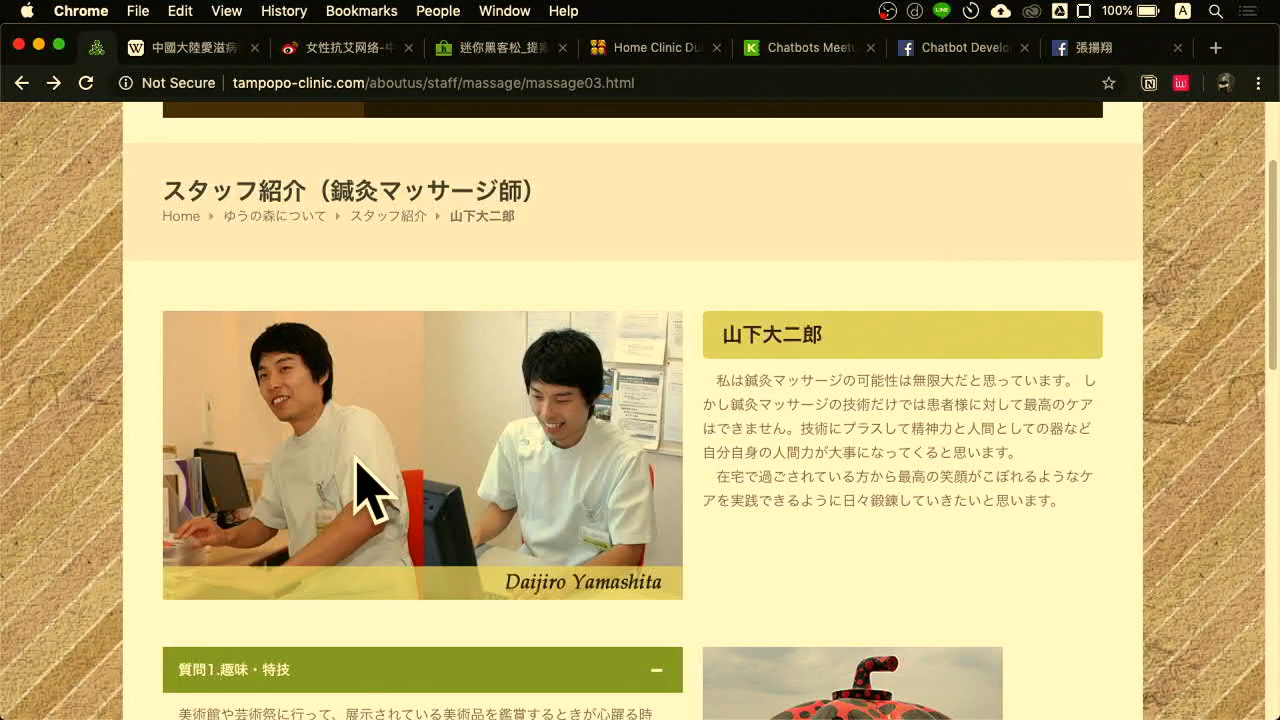 Chrome File Edit View History Bookmarks People Window Help
100%
中國大陸愛滋病
女性抗艾网络-中
迷你黑客松_提案
Home Clinic Du
Chatbots Meetu
Chatbot Develo
張揚翔
Not Secure tampopo-clinic.com/aboutus/staff/massage/massage03.html
スタッフ紹介（鍼灸マッサージ師）
Home ゆうの森について スタッフ紹介 山下大二郎
Daijiro Yamashita
山下大二郎
私は鍼灸マッサージの可能性は無限大だと思っています。 し
かし鍼灸マッサージの技術だけでは患者様に対して最高のケア
はできません。技術にプラスして精神力と人間としての器など
自分自身の人間力が大事になってくると思います。
在宅で過ごされている方から最高の笑顔がこぼれるようなケ
アを実践できるように日々鍛錬していきたいと思います。
質問1.趣味・特技
美術館や芸術祭に行って、展示されている美術品を鑑賞するときが心躍る時